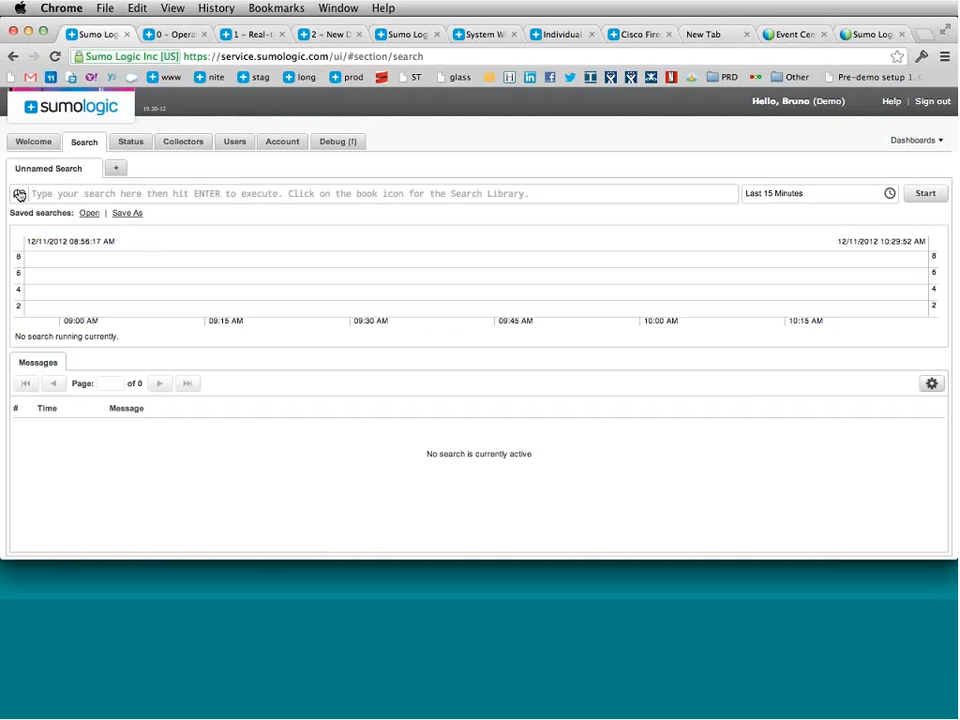 Chrome File Edit View History Bookmarks Window Help
Sumo Log 0 – Opera 1 – Real-t 2 – New D Sumo Log System W Individual Cisco Fire New Tab Event Cen Sumo Log
Sumo Logic Inc [US] https://service.sumologic.com/ui/#section/search
www nite stag long prod ST glass PRD Other Pre-demo setup 1.
sumologic 19.20-12 Hello, Bruno (Demo) Help | Sign out
Welcome Search Status Collectors Users Account Debug (!) Dashboards
Unnamed Search +
Type your search here then hit ENTER to execute. Click on the book icon for the Search Library. Last 15 Minutes Start
Saved searches: Open | Save As
12/11/2012 08:56:17 AM 12/11/2012 10:29:52 AM
8 8
6 6
4 4
2 2
09:00 AM 09:15 AM 09:30 AM 09:45 AM 10:00 AM 10:15 AM
No search running currently.
Messages
Page: of 0
# Time Message
No search is currently active